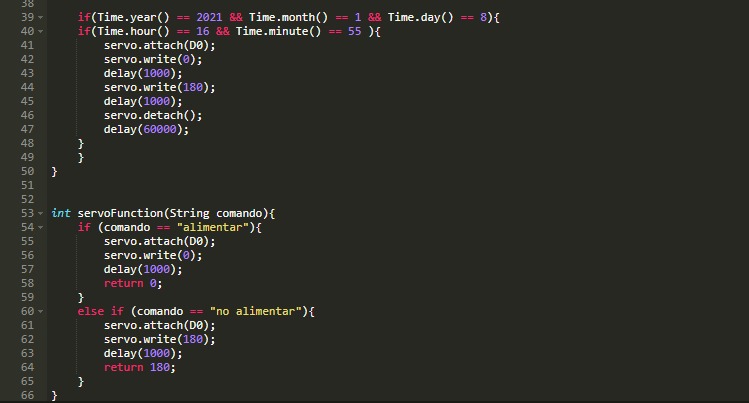 38
39 if(Time.year() == 2021 && Time.month() == 1 && Time.day() == 8){
40 if(Time.hour() == 16 && Time.minute() == 55 ){
41 servo.attach(D0);
42 servo.write(0);
43 delay(1000);
44 servo.write(180);
45 delay(1000);
46 servo.detach();
47 delay(60000);
48 }
49 }
50 }
51
52
53 int servoFunction(String comando){
54 if (comando == "alimentar"){
55 servo.attach(D0);
56 servo.write(0);
57 delay(1000);
58 return 0;
59 }
60 else if (comando == "no alimentar"){
61 servo.attach(D0);
62 servo.write(180);
63 delay(1000);
64 return 180;
65 }
66 }